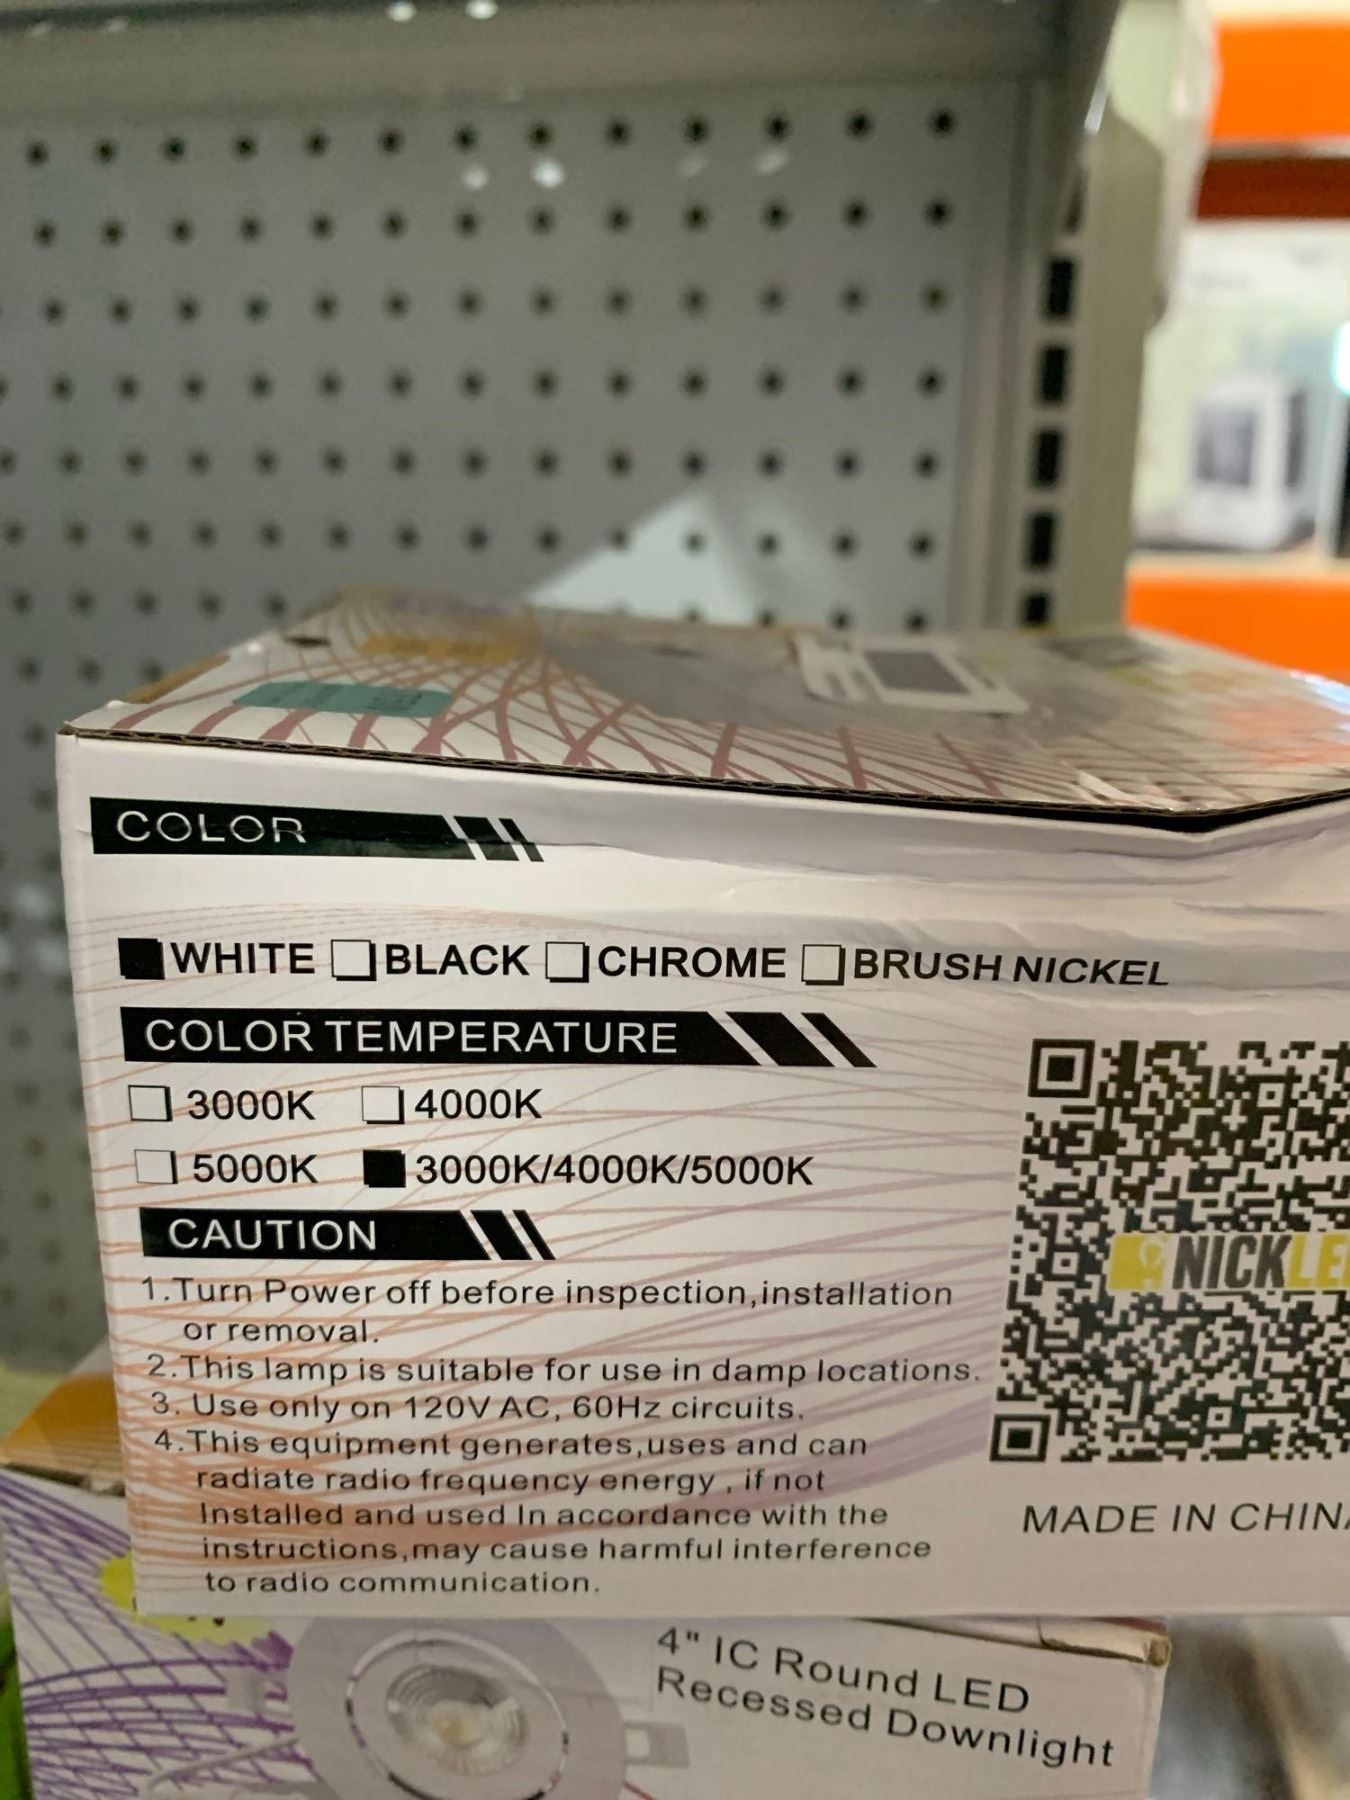 COLOR
WHITE BLACK CHROME BRUSH NICKEL
COLOR TEMPERATURE
3000K 4000K
5000K 3000K/4000K/5000K
CAUTION
1.Turn Power off before inspection,installation
or removal.
2.This lamp is suitable for use in damp locations.
3. Use only on 120V AC, 60Hz circuits.
4.This equipment generates,uses and can
radiate radio frequency energy , if not
Installed and used In accordance with the
instructions,may cause harmful interference
to radio communication.
NICKLE
MADE IN CHINA
4" IC Round LED
Recessed Downlight